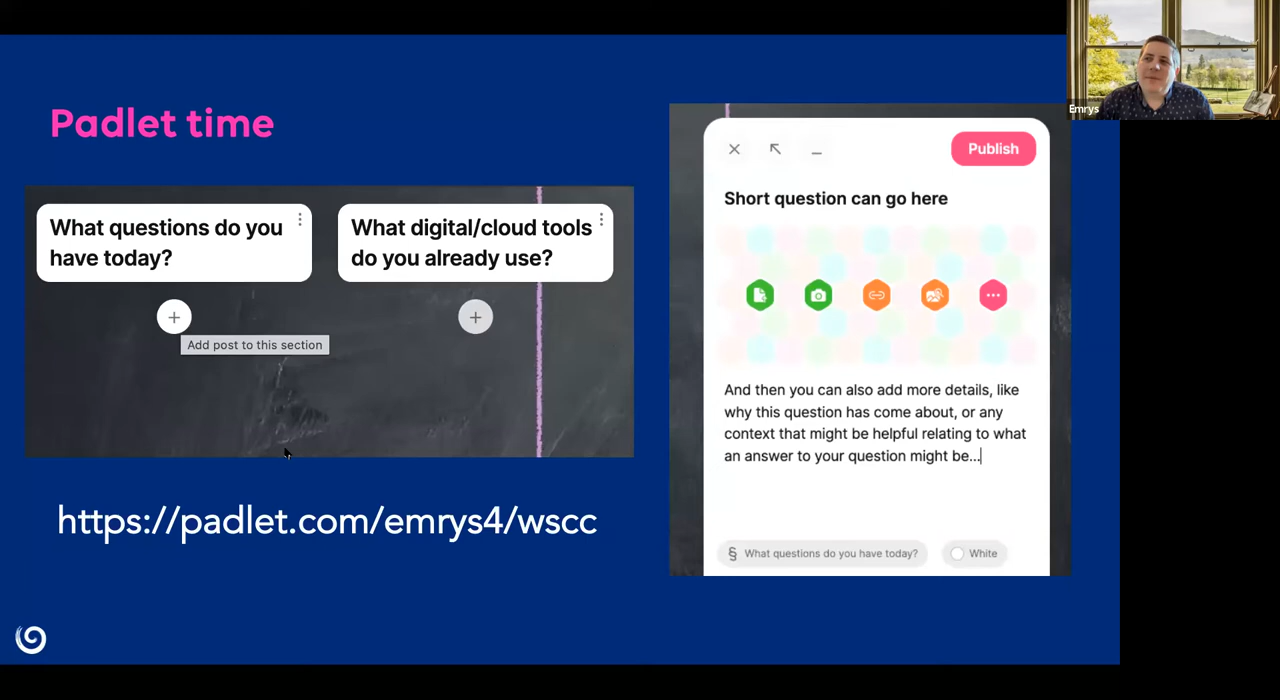 Emrys
Padlet time
What questions do you
have today?
What digital/cloud tools
do you already use?
Add post to this section
https://padlet.com/emrys4/wscc
Publish
Short question can go here
And then you can also add more details, like
why this question has come about, or any
context that might be helpful relating to what
an answer to your question might be...
§ What questions do you have today?
White